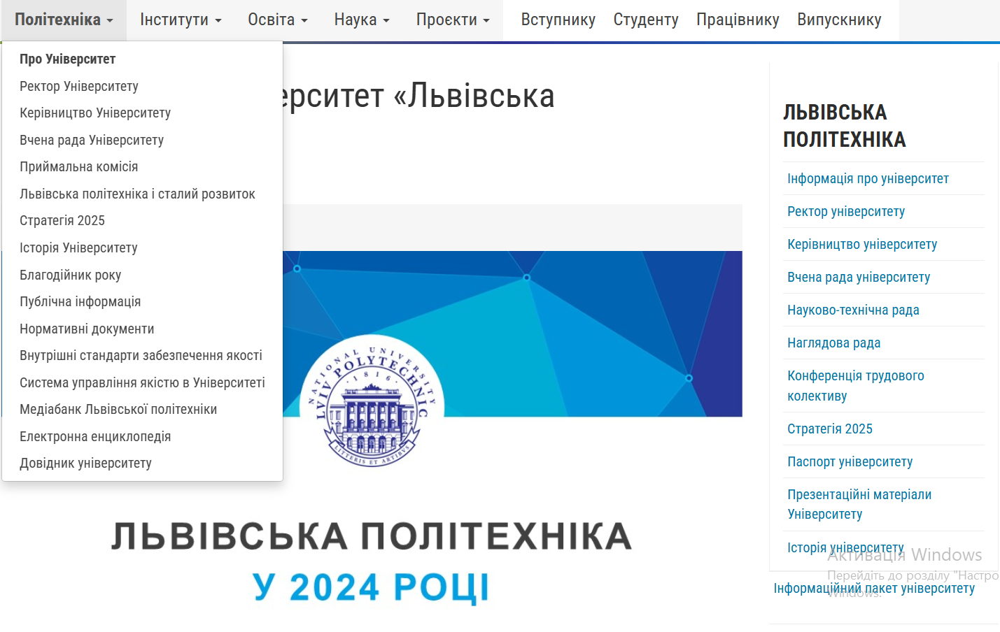 Політехніка Інститути Освіта Наука Проєкти Вступнику Студенту Працівнику Випускнику
Про Університет
Ректор Університету
Керівництво Університету
Вчена рада Університету
Приймальна комісія
Львівська політехніка і сталий розвиток
Стратегія 2025
Історія Університету
Благодійник року
Публічна інформація
Нормативні документи
Внутрішні стандарти забезпечення якості
Система управління якістю в Університеті
Медіабанк Львівської політехніки
Електронна енциклопедія
Довідник університету
ерситет «Львівська
NATIONAL UNIVERSITY
LVIV POLYTECHNIC
· 1816 ·
LITTERIS ET ARTIBVS
ЛЬВІВСЬКА ПОЛІТЕХНІКА
У 2024 РОЦІ
ЛЬВІВСЬКА
ПОЛІТЕХНІКА
Інформація про університет
Ректор університету
Керівництво університету
Вчена рада університету
Науково-технічна рада
Наглядова рада
Конференція трудового
колективу
Стратегія 2025
Паспорт університету
Презентаційні матеріали
Університету
Історія університету
Активація Windows
Перейдіть до розділу "Настро
Windows.
Інформаційний пакет університету